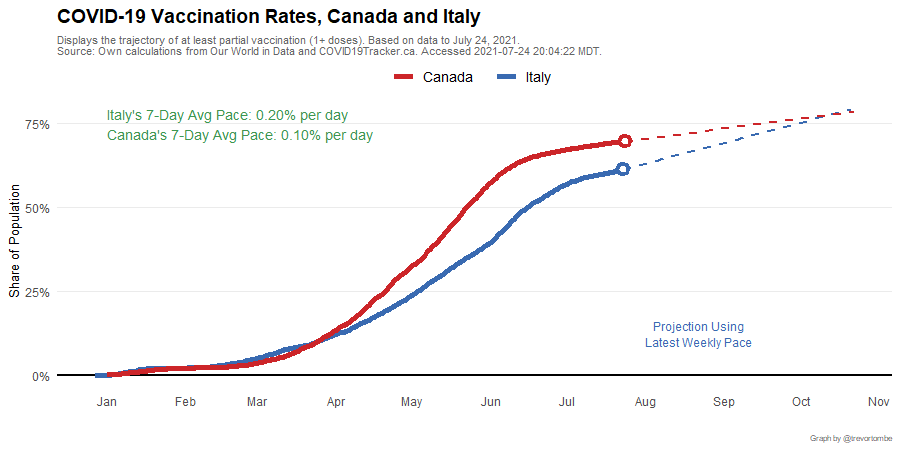 COVID-19 Vaccination Rates, Canada and Italy
Displays the trajectory of at least partial vaccination (1+ doses). Based on data to July 24, 2021.
Source: Own calculations from Our World in Data and COVID19Tracker.ca. Accessed 2021-07-24 20:04:22 MDT.
Canada Italy
Italy's 7-Day Avg Pace: 0.20% per day
Canada's 7-Day Avg Pace: 0.10% per day
75%
50%
25%
0%
Share of Population
Projection Using
Latest Weekly Pace
Jan Feb Mar Apr May Jun Jul Aug Sep Oct Nov
Graph by @trevortombe